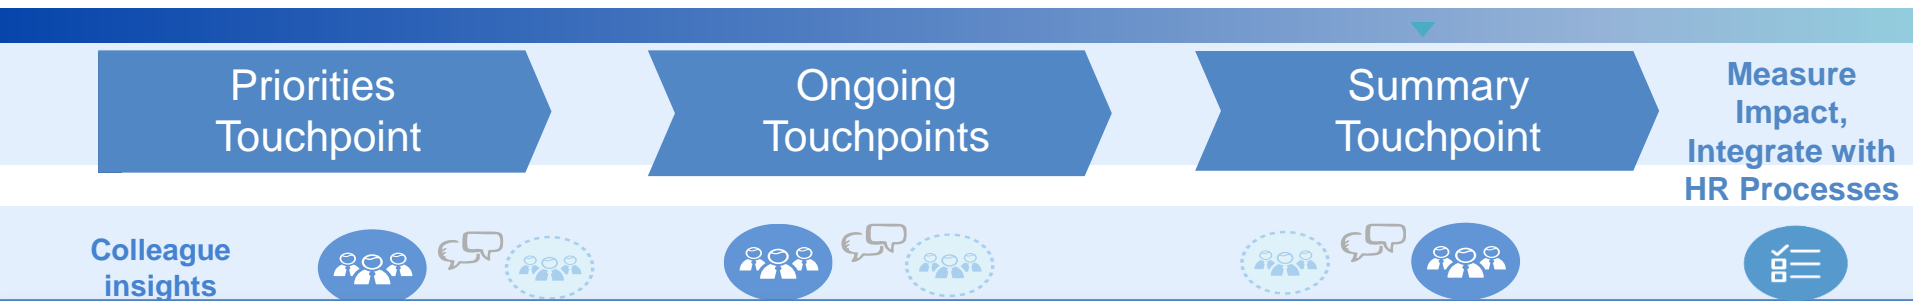 Priorities
Touchpoint
Ongoing
Touchpoints
Summary
Touchpoint
Measure
Impact,
Integrate with
HR Processes
Colleague
insights